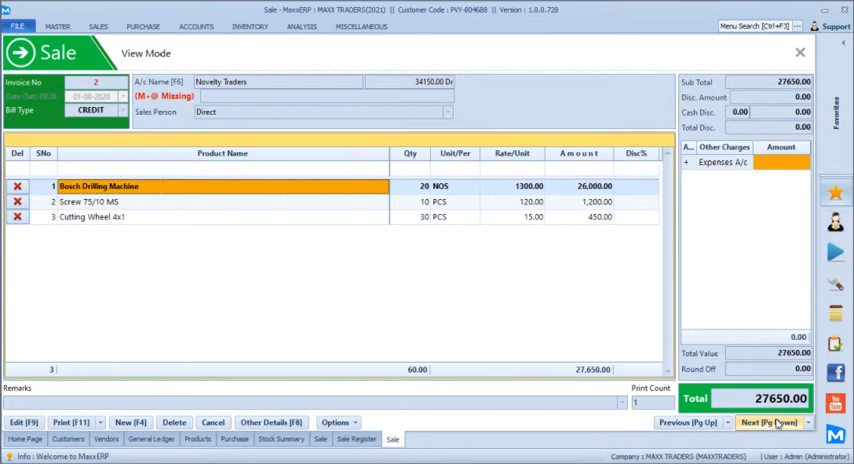 Sale - MaxxERP : MAXX TRADERS(2021) || Customer Code : PVY-804688 || Version : 1.0.0.728
FILE MASTER SALES PURCHASE ACCOUNTS INVENTORY ANALYSIS MISCELLANEOUS Menu Search [Ctrl+F3] Support
Sale View Mode
Invoice No 2 A/c Name [F6] Novelty Traders 34150.00 Dr Sub Total 27650.00
Date (Sat) 09:26 01-08-2020 (M+@ Missing) Disc. Amount 0.00
Bill Type CREDIT Sales Person Direct Cash Disc. 0.00 0.00
Total Disc. 0.00
Favorites
A... Other Charges Amount
Del SNo Product Name Qty Unit/Per Rate/Unit Amount Disc%
+ Expenses A/c
1 Bosch Drilling Machine 20 NOS 1300.00 26,000.00
2 Screw 75/10 MS 10 PCS 120.00 1,200.00
3 Cutting Wheel 4x1 30 PCS 15.00 450.00
0.00
Total Value 27650.00
3 60.00 27,650.00 Round Off 0.00
Remarks Print Count
1 Total 27650.00
Edit [F9] Print [F11] New [F4] Delete Cancel Other Details [F8] Options Previous [Pg Up] Next [Pg Down]
Home Page Customers Vendors General Ledger Products Purchase Stock Summary Sale Sale Register Sale
Info : Welcome to MaxxERP Company : MAXX TRADERS (MAXXTRADERS) User : Admin (Administrator)